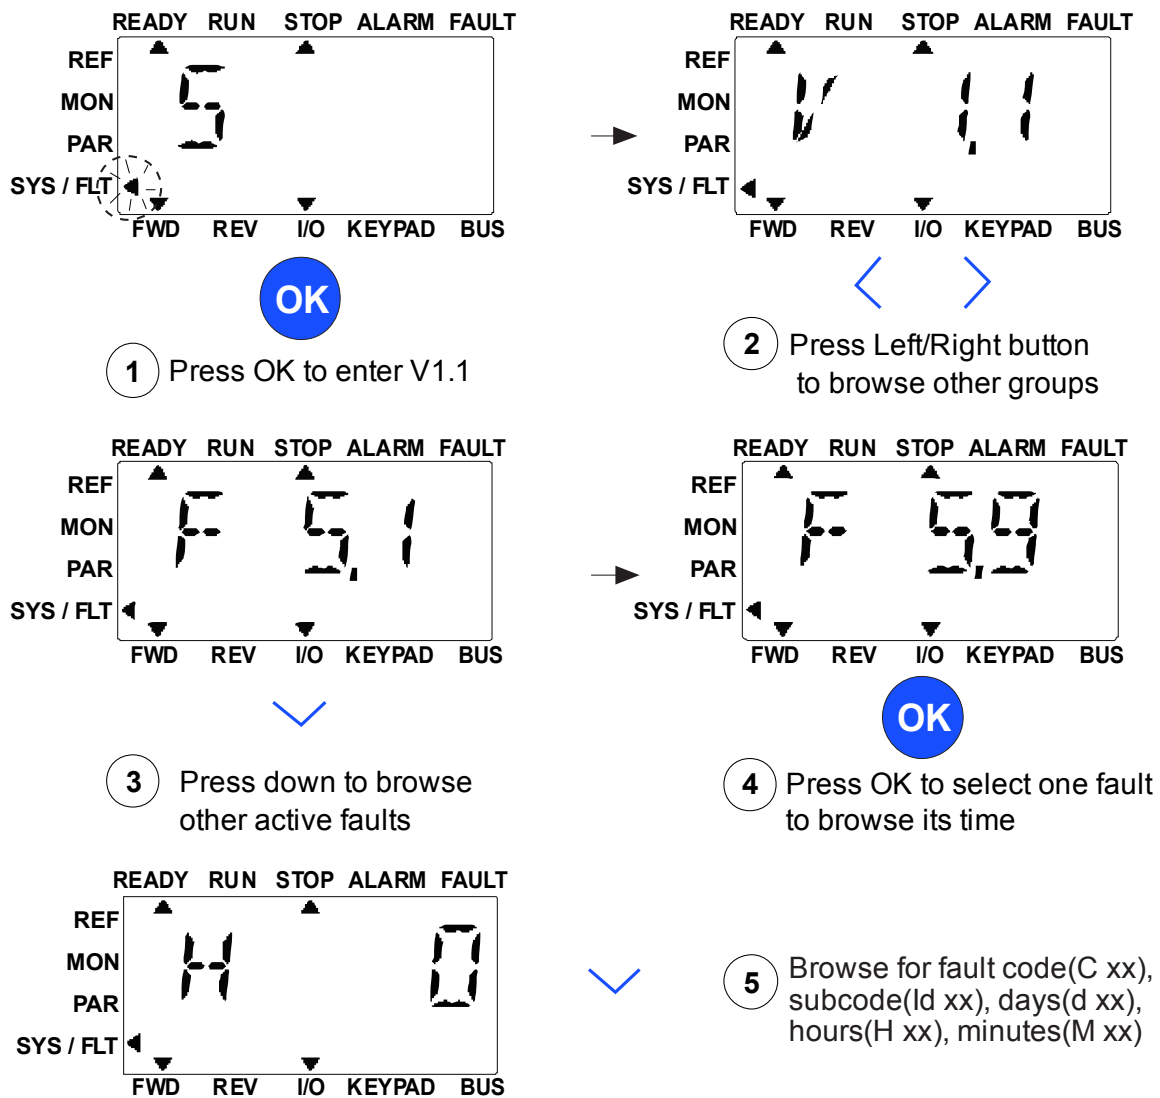 READY RUN STOP ALARM FAULT
REF
MON
PAR
SYS / FLT
S
FWD REV I/O KEYPAD BUS
OK
1 Press OK to enter V1.1
READY RUN STOP ALARM FAULT
REF
MON
PAR
SYS / FLT
V 1.1
FWD REV I/O KEYPAD BUS
2 Press Left/Right button
to browse other groups
READY RUN STOP ALARM FAULT
REF
MON
PAR
SYS / FLT
F 5.1
FWD REV I/O KEYPAD BUS
3 Press down to browse
other active faults
READY RUN STOP ALARM FAULT
REF
MON
PAR
SYS / FLT
F 5.9
FWD REV I/O KEYPAD BUS
OK
4 Press OK to select one fault
to browse its time
READY RUN STOP ALARM FAULT
REF
MON
PAR
SYS / FLT
H 0
FWD REV I/O KEYPAD BUS
5 Browse for fault code(C xx),
subcode(Id xx), days(d xx),
hours(H xx), minutes(M xx)